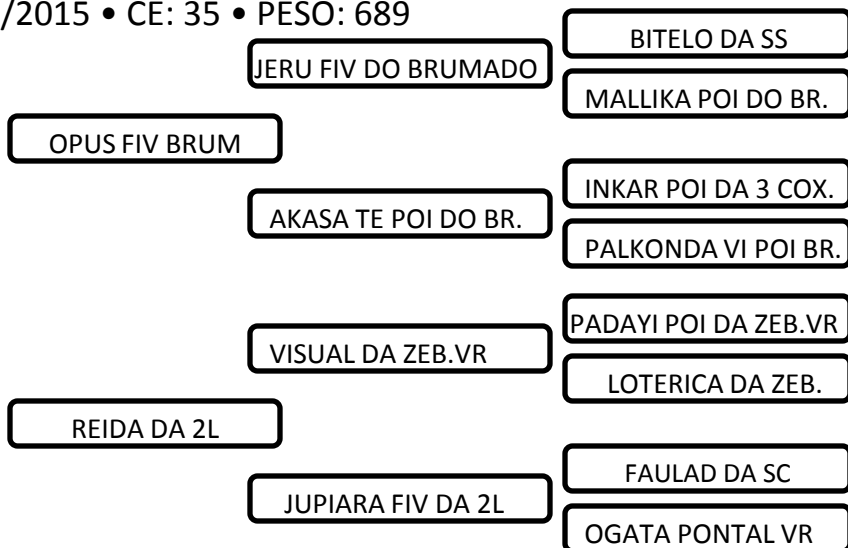 /2015 • CE: 35 • PESO: 689
BITELO DA SS
JERU FIV DO BRUMADO
MALLIKA POI DO BR.
OPUS FIV BRUM
INKAR POI DA 3 COX.
AKASA TE POI DO BR.
PALKONDA VI POI BR.
PADAYI POI DA ZEB.VR
VISUAL DA ZEB.VR
LOTERICA DA ZEB.
REIDA DA 2L
FAULAD DA SC
JUPIARA FIV DA 2L
OGATA PONTAL VR